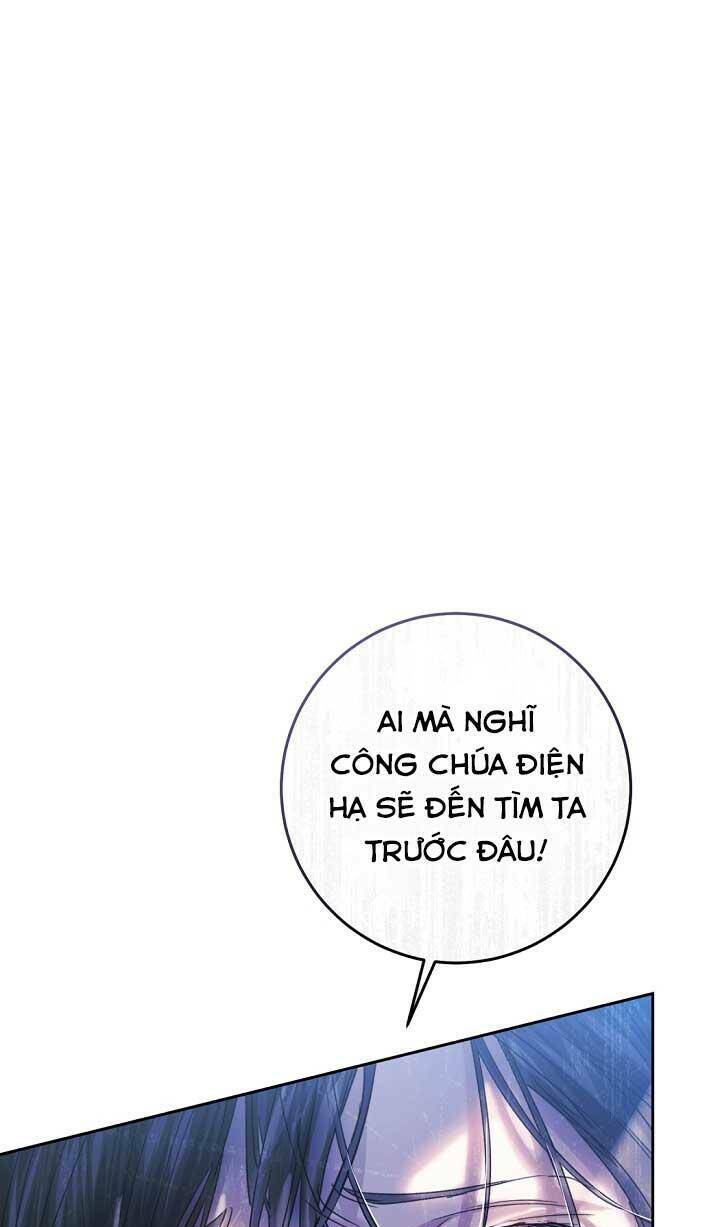 AI MÀ NGHĨ
CÔNG CHÚA ĐIỆN
HẠ SẼ ĐẾN TÌM TA
TRƯỚC ĐÂU!